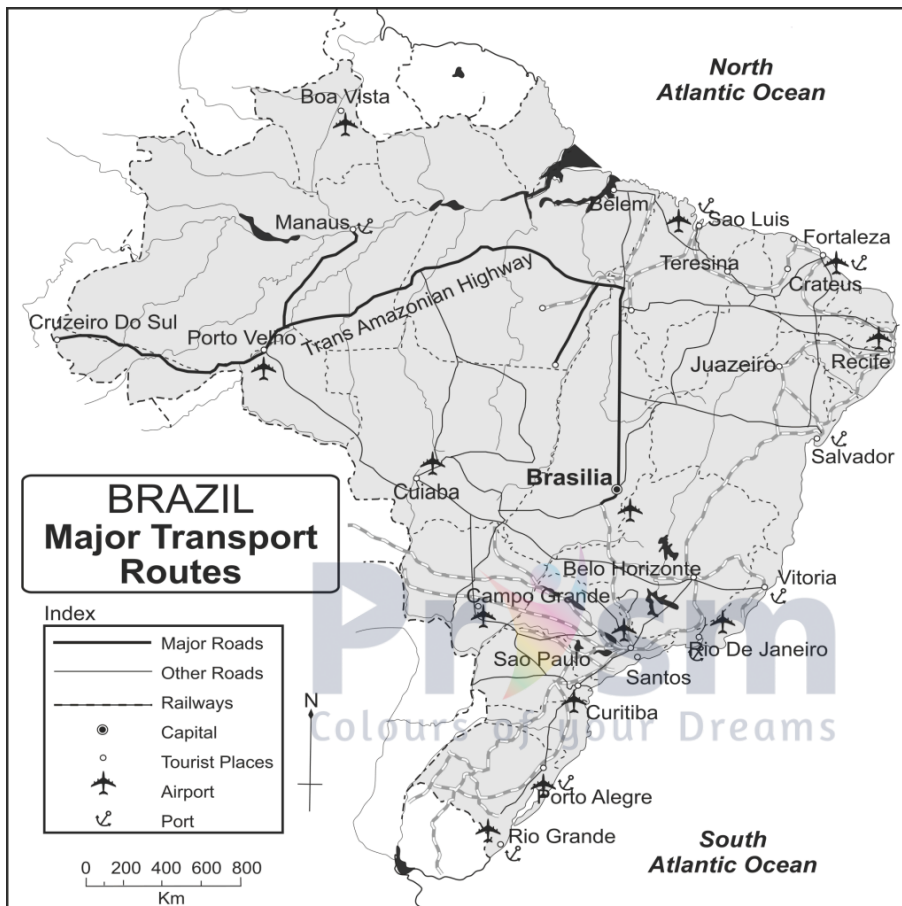 North
Atlantic Ocean
Boa Vista
Manaus
Belem
Sao Luis
Fortaleza
Teresina
Crateus
Trans Amazonian Highway
Cruzeiro Do Sul
Porto Velho
Juazeiro
Recife
Salvador
Brasilia
Cuiaba
BRAZIL
Major Transport
Routes
Belo Horizonte
Vitoria
Campo Grande
Prism
Rio De Janeiro
Sao Paulo
Santos
Curitiba
Colours of your Dreams
Porto Alegre
Rio Grande
Index
Major Roads
Other Roads
Railways
Capital
Tourist Places
Airport
Port
N
0 200 400 600 800
Km
South
Atlantic Ocean